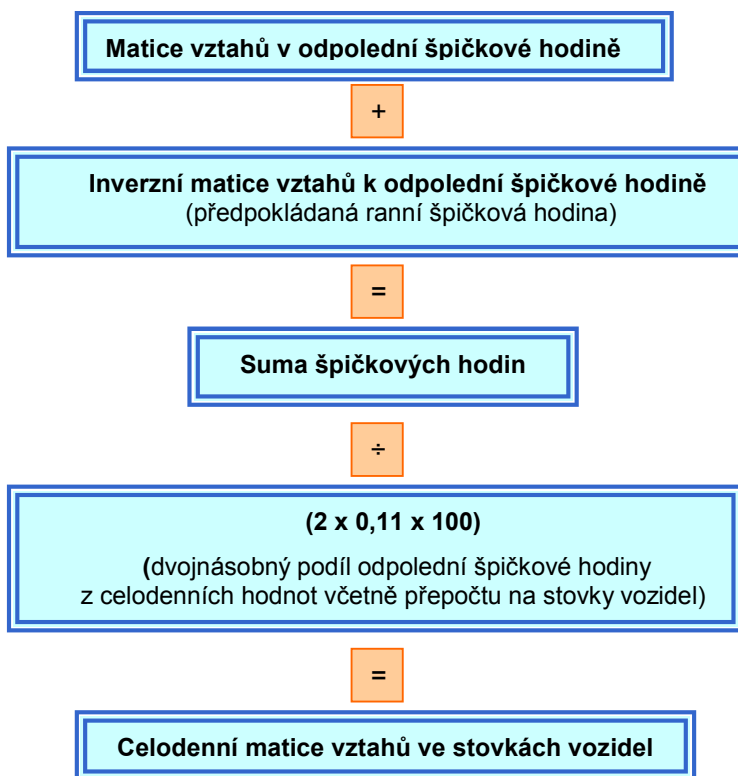 Matice vztahů v odpolední špičkové hodině
+
Inverzní matice vztahů k odpolední špičkové hodině
(předpokládaná ranní špičková hodina)
=
Suma špičkových hodin
÷
(2 x 0,11 x 100)
(dvojnásobný podíl odpolední špičkové hodiny
z celodenních hodnot včetně přepočtu na stovky vozidel)
=
Celodenní matice vztahů ve stovkách vozidel